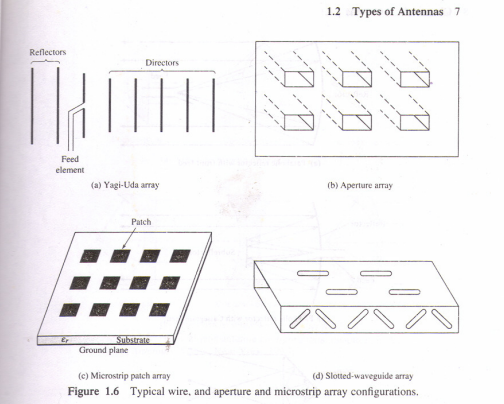 1.2 Types of Antennas 7
Reflectors
Directors
Feed
element
(a) Yagi-Uda array
(b) Aperture array
Patch
εr
Substrate
Ground plane
(c) Microstrip patch array
(d) Slotted-waveguide array
Figure 1.6 Typical wire, and aperture and microstrip array configurations.